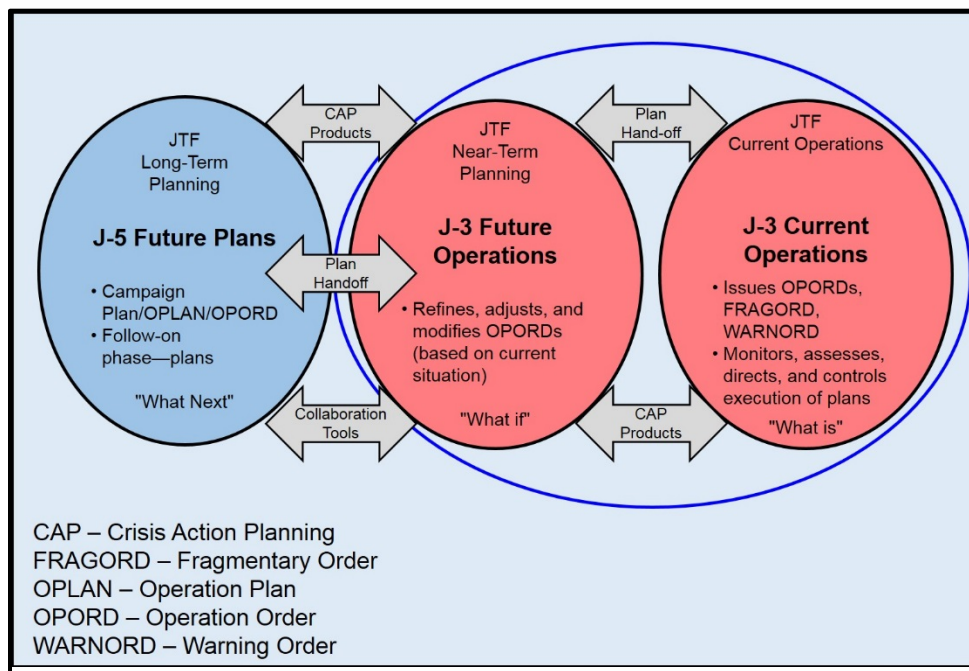 JTF
Long-Term
Planning
J-5 Future Plans
• Campaign
Plan/OPLAN/OPORD
• Follow-on
phase—plans
"What Next"
CAP
Products
Plan
Handoff
Collaboration
Tools
JTF
Near-Term
Planning
J-3 Future
Operations
• Refines, adjusts, and
modifies OPORDs
(based on current
situation)
"What if"
Plan
Hand-off
CAP
Products
JTF
Current Operations
J-3 Current
Operations
• Issues OPORDs,
FRAGORD,
WARNORD
• Monitors, assesses,
directs, and controls
execution of plans
"What is"
CAP – Crisis Action Planning
FRAGORD – Fragmentary Order
OPLAN – Operation Plan
OPORD – Operation Order
WARNORD – Warning Order